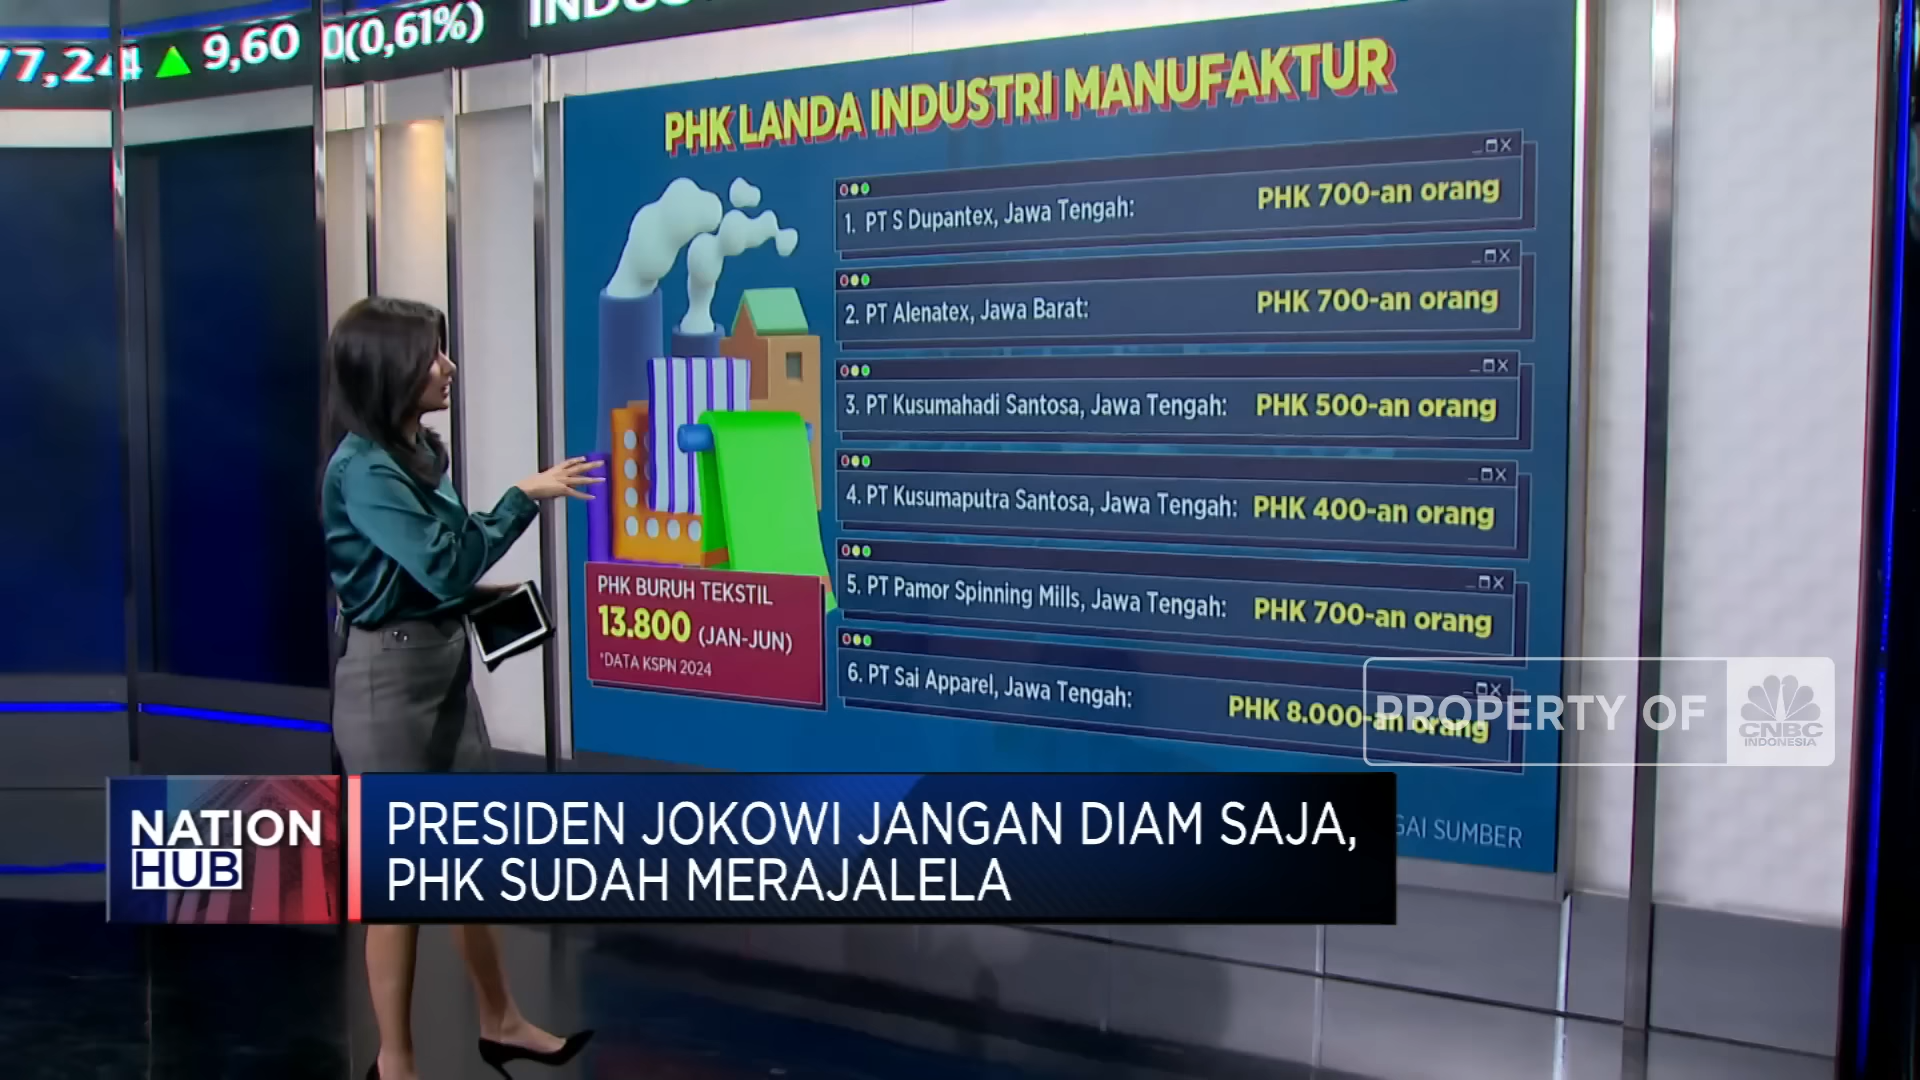 77,24 ▲ 9,60 0(0,61%)
PHK LANDA INDUSTRI MANUFAKTUR
1. PT S Dupantex, Jawa Tengah: PHK 700-an orang
2. PT Alenatex, Jawa Barat: PHK 700-an orang
3. PT Kusumahadi Santosa, Jawa Tengah: PHK 500-an orang
4. PT Kusumaputra Santosa, Jawa Tengah: PHK 400-an orang
5. PT Pamor Spinning Mills, Jawa Tengah: PHK 700-an orang
6. PT Sai Apparel, Jawa Tengah: PHK 8.000-an orang
PHK BURUH TEKSTIL
13.800 (JAN-JUN)
*DATA KSPN 2024
PROPERTY OF
CNBC
INDONESIA
NATION
HUB
PRESIDEN JOKOWI JANGAN DIAM SAJA,
PHK SUDAH MERAJALELA
SUMBER